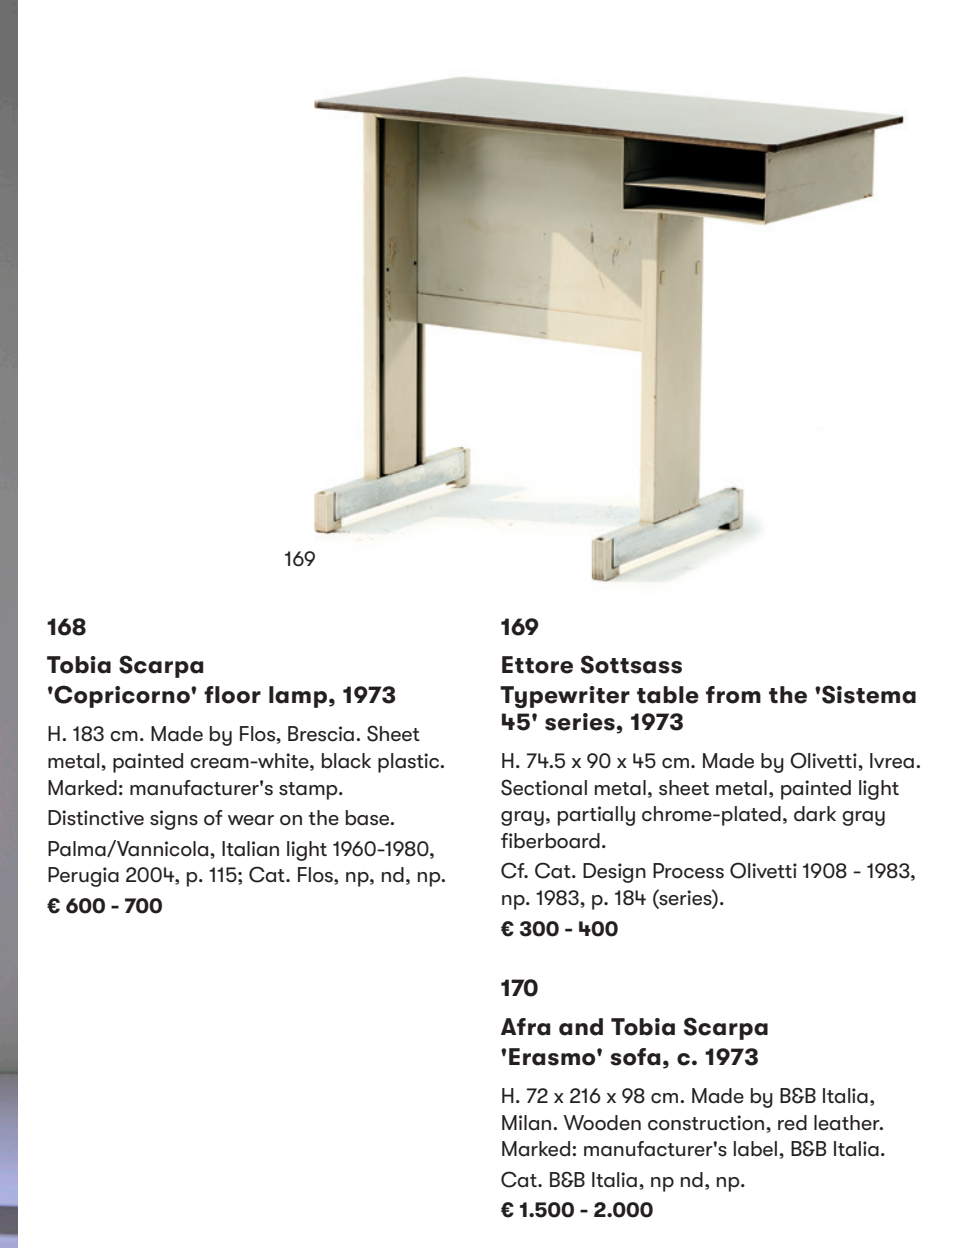 169
168
Tobia Scarpa
'Copricorno' floor lamp, 1973
H. 183 cm. Made by Flos, Brescia. Sheet
metal, painted cream-white, black plastic.
Marked: manufacturer's stamp.
Distinctive signs of wear on the base.
Palma/Vannicola, Italian light 1960-1980,
Perugia 2004, p. 115; Cat. Flos, np, nd, np.
€ 600 - 700
169
Ettore Sottsass
Typewriter table from the 'Sistema
45' series, 1973
H. 74.5 x 90 x 45 cm. Made by Olivetti, Ivrea.
Sectional metal, sheet metal, painted light
gray, partially chrome-plated, dark gray
fiberboard.
Cf. Cat. Design Process Olivetti 1908 - 1983,
np. 1983, p. 184 (series).
€ 300 - 400
170
Afra and Tobia Scarpa
'Erasmo' sofa, c. 1973
H. 72 x 216 x 98 cm. Made by B&B Italia,
Milan. Wooden construction, red leather.
Marked: manufacturer's label, B&B Italia.
Cat. B&B Italia, np nd, np.
€ 1.500 - 2.000